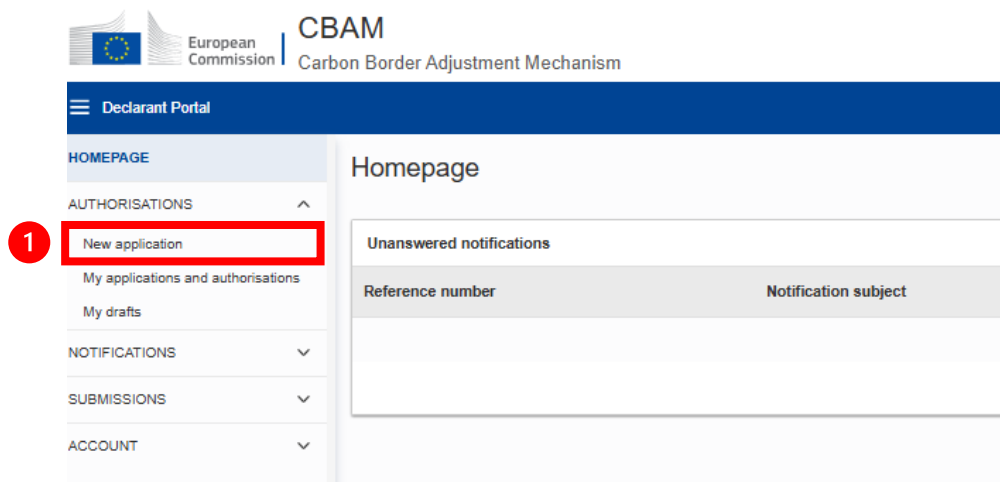 European
Commission
CBAM
Carbon Border Adjustment Mechanism
Declarant Portal
HOMEPAGE
Homepage
AUTHORISATIONS
1
New application
Unanswered notifications
My applications and authorisations
Reference number
Notification subject
My drafts
NOTIFICATIONS
SUBMISSIONS
ACCOUNT